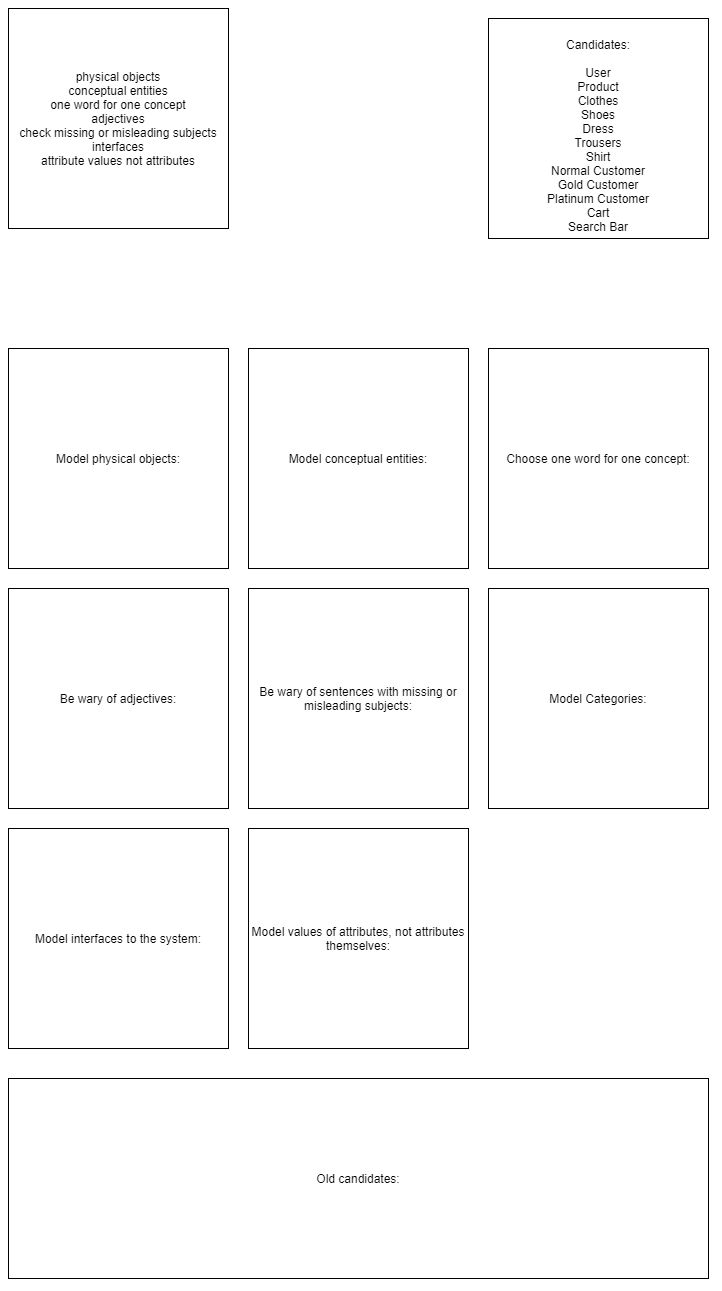 physical objects
conceptual entities
one word for one concept
adjectives
check missing or misleading subjects
interfaces
attribute values not attributes
Candidates:
User
Product
Clothes
Shoes
Dress
Trousers
Shirt
Normal Customer
Gold Customer
Platinum Customer
Cart
Search Bar
Model physical objects:
Model conceptual entities:
Choose one word for one concept:
Be wary of adjectives:
Be wary of sentences with missing or
misleading subjects:
Model Categories:
Model interfaces to the system:
Model values of attributes, not attributes
themselves:
Old candidates: